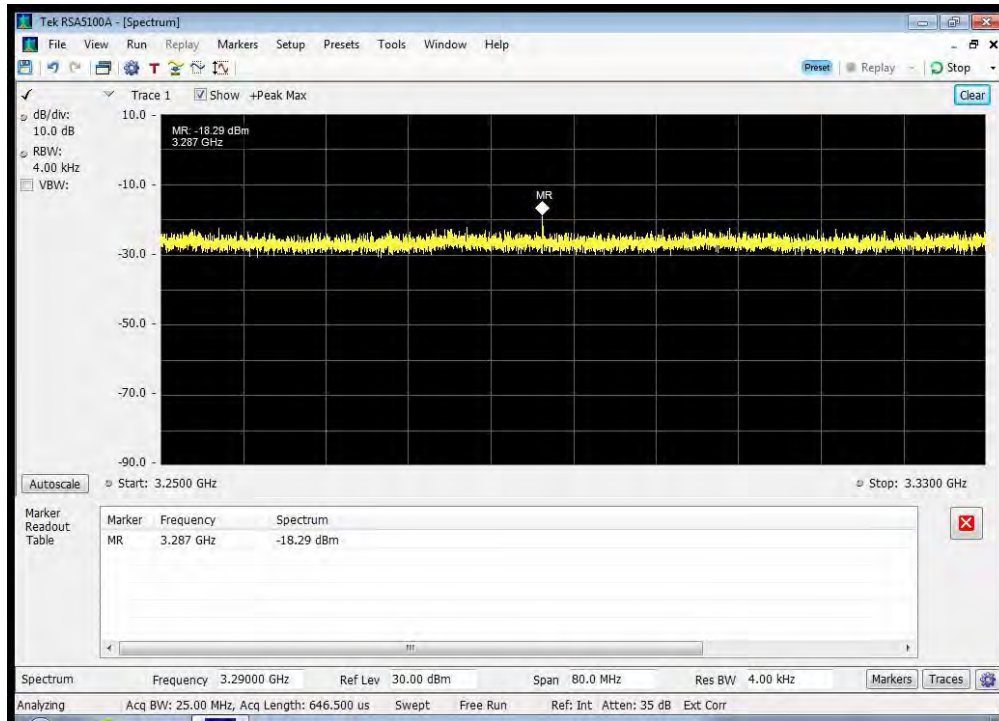 Tek RSA5100A - [Spectrum]
File View Run Replay Markers Setup Presets Tools Window Help
Preset Replay Stop
Trace 1 Show +Peak Max Clear
dB/div:
10.0 dB
RBW:
4.00 kHz
VBW:
10.0
-10.0
-30.0
-50.0
-70.0
-90.0
MR: -18.29 dBm
3.287 GHz
MR
Autoscale Start: 3.2500 GHz Stop: 3.3300 GHz
Marker
Readout
Table
Marker Frequency Spectrum
MR 3.287 GHz -18.29 dBm
Spectrum Frequency 3.29000 GHz Ref Lev 30.00 dBm Span 80.0 MHz Res BW 4.00 kHz Markers Traces
Analyzing Acq BW: 25.00 MHz, Acq Length: 646.500 us Swept Free Run Ref: Int Atten: 35 dB Ext Corr